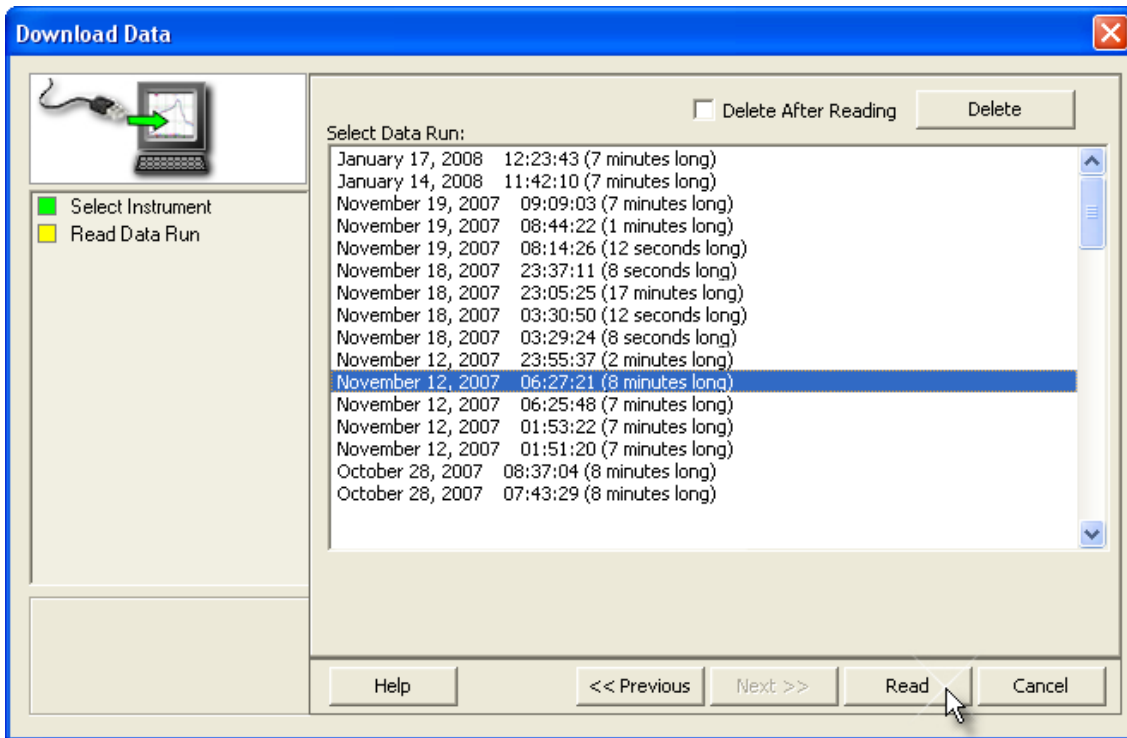 Download Data
Delete After Reading
Delete
Select Data Run:
January 17, 2008 12:23:43 (7 minutes long)
January 14, 2008 11:42:10 (7 minutes long)
November 19, 2007 09:09:03 (7 minutes long)
November 19, 2007 08:44:22 (1 minutes long)
November 19, 2007 08:14:26 (12 seconds long)
November 18, 2007 23:37:11 (8 seconds long)
November 18, 2007 23:05:25 (17 minutes long)
November 18, 2007 03:30:50 (12 seconds long)
November 18, 2007 03:29:24 (8 seconds long)
November 12, 2007 23:55:37 (2 minutes long)
November 12, 2007 06:27:21 (8 minutes long)
November 12, 2007 06:25:48 (7 minutes long)
November 12, 2007 01:53:22 (7 minutes long)
November 12, 2007 01:51:20 (7 minutes long)
October 28, 2007 08:37:04 (8 minutes long)
October 28, 2007 07:43:29 (8 minutes long)
Select Instrument
Read Data Run
Help
<< Previous
Next >>
Read
Cancel